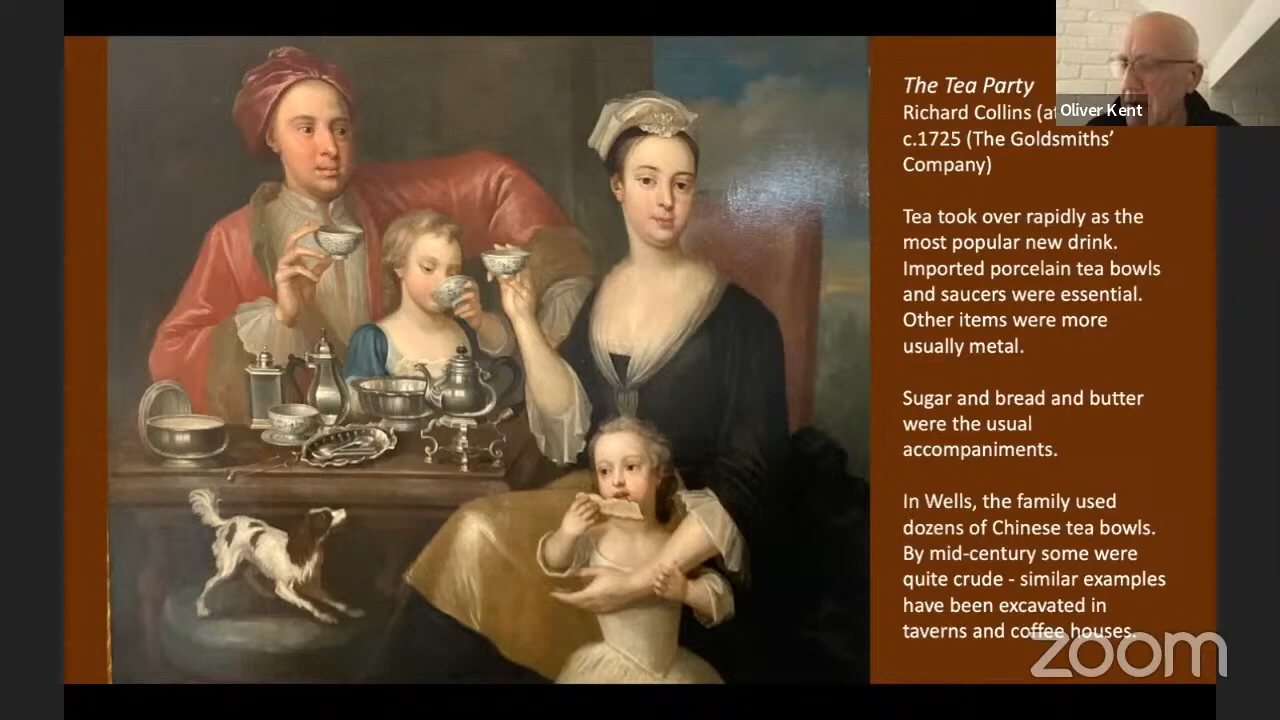 The Tea Party
Richard Collins
c.1725 (The Goldsmiths’
Company)
Tea took over rapidly as the
most popular new drink.
Imported porcelain tea bowls
and saucers were essential.
Other items were more
usually metal.
Sugar and bread and butter
were the usual
accompaniments.
In Wells, the family used
dozens of Chinese tea bowls.
By mid-century some were
quite crude - similar examples
have been excavated in
taverns and coffee houses.
Oliver Kent
zoom